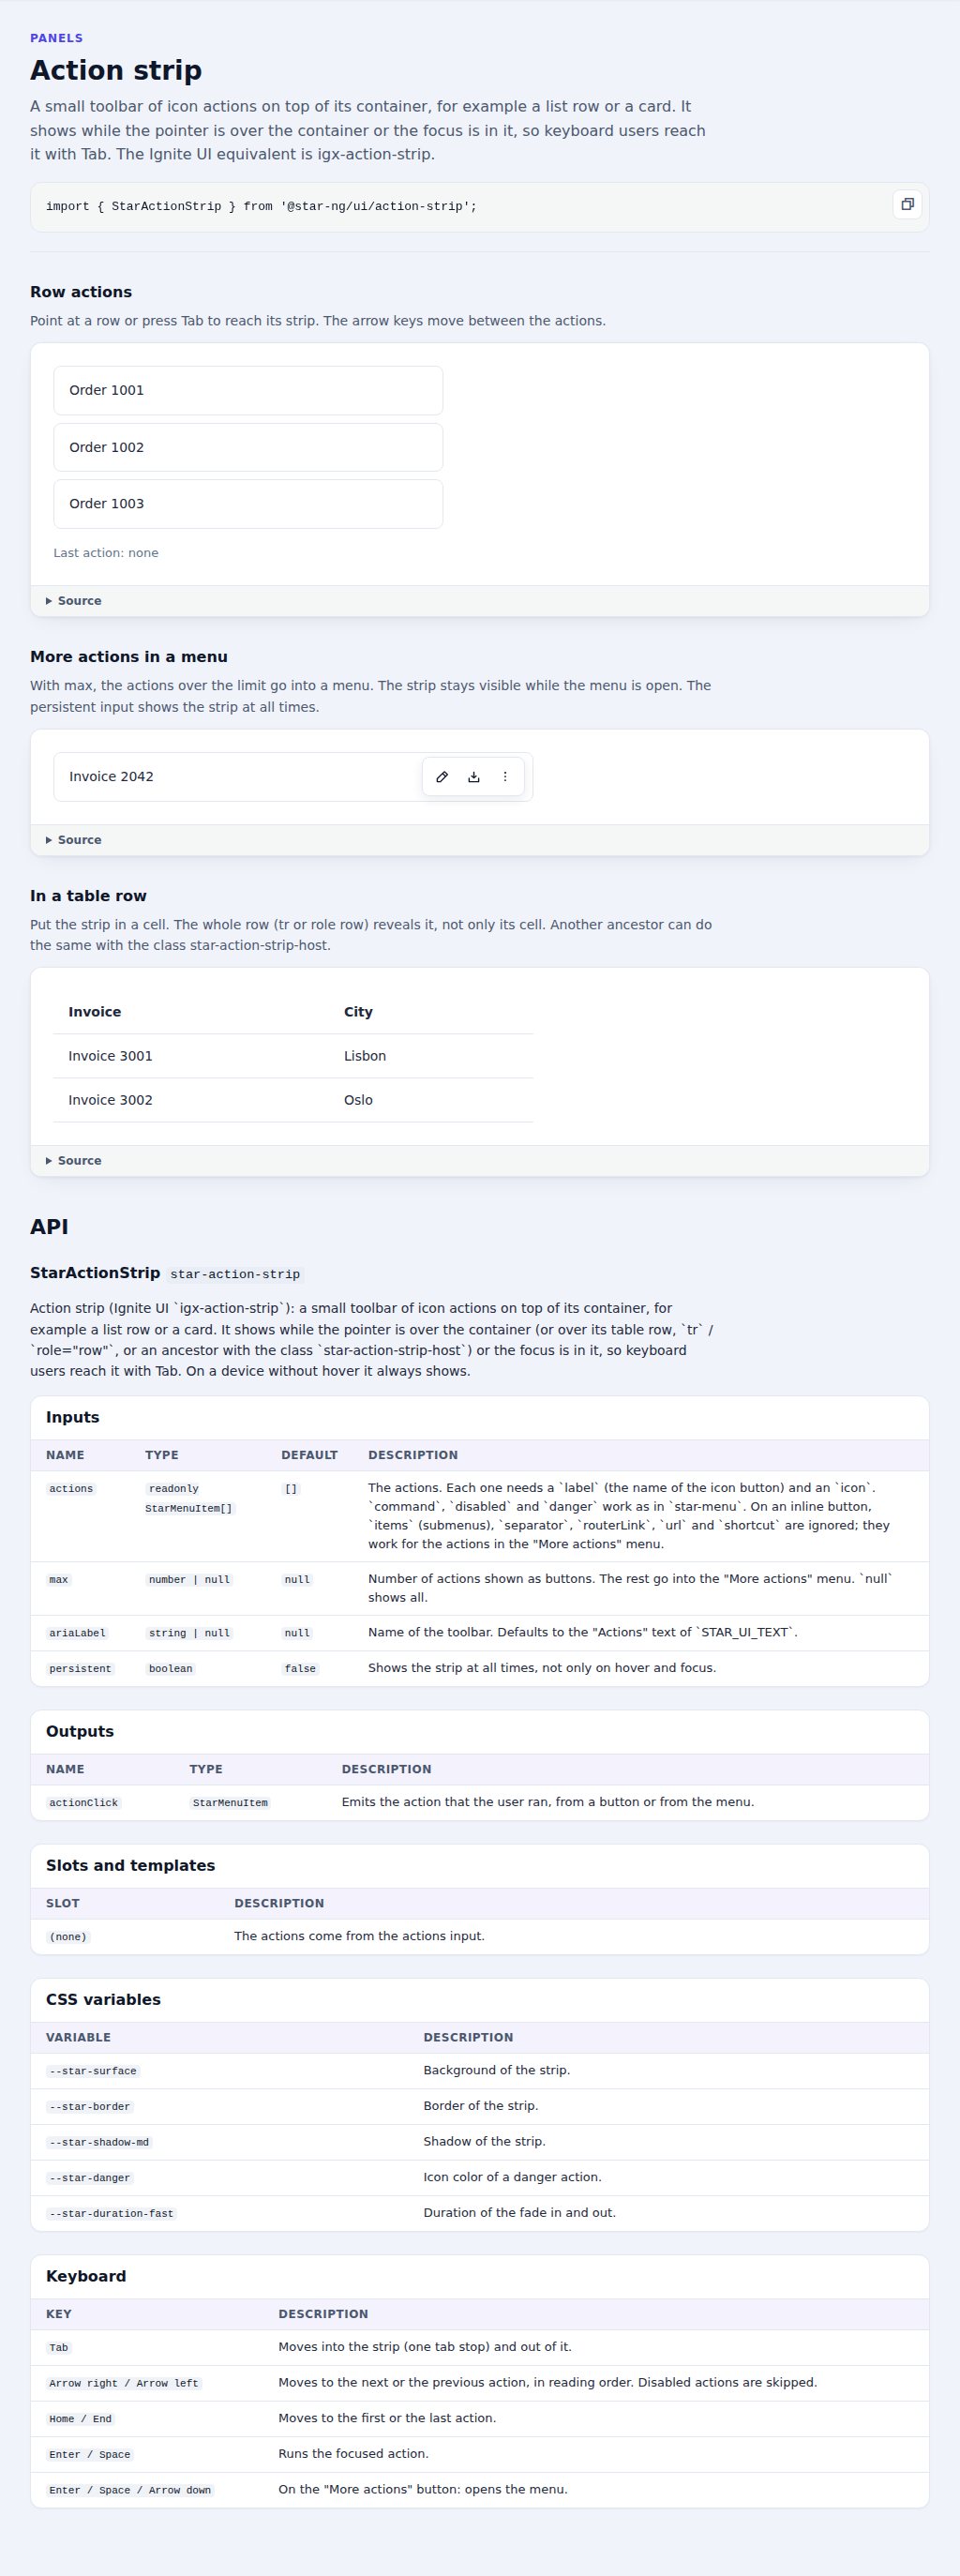 PANELS
Action strip
A small toolbar of icon actions on top of its container, for example a list row or a card. It
shows while the pointer is over the container or the focus is in it, so keyboard users reach
it with Tab. The Ignite UI equivalent is igx-action-strip.
import { StarActionStrip } from '@star-ng/ui/action-strip';
Row actions
Point at a row or press Tab to reach its strip. The arrow keys move between the actions.
Order 1001
Order 1002
Order 1003
Last action: none
Source
More actions in a menu
With max, the actions over the limit go into a menu. The strip stays visible while the menu is open. The
persistent input shows the strip at all times.
Invoice 2042
Source
In a table row
Put the strip in a cell. The whole row (tr or role row) reveals it, not only its cell. Another ancestor can do
the same with the class star-action-strip-host.
Invoice City
Invoice 3001 Lisbon
Invoice 3002 Oslo
Source
API
StarActionStrip star-action-strip
Action strip (Ignite UI `igx-action-strip`): a small toolbar of icon actions on top of its container, for
example a list row or a card. It shows while the pointer is over the container (or over its table row, `tr` /
`role="row"`, or an ancestor with the class `star-action-strip-host`) or the focus is in it, so keyboard
users reach it with Tab. On a device without hover it always shows.
Inputs
NAME TYPE DEFAULT DESCRIPTION
actions readonly StarMenuItem[] [] The actions. Each one needs a `label` (the name of the icon button) and an `icon`.
`command`, `disabled` and `danger` work as in `star-menu`. On an inline button,
`items` (submenus), `separator`, `routerLink`, `url` and `shortcut` are ignored; they
work for the actions in the "More actions" menu.
max number | null null Number of actions shown as buttons. The rest go into the "More actions" menu. `null`
shows all.
ariaLabel string | null null Name of the toolbar. Defaults to the "Actions" text of `STAR_UI_TEXT`.
persistent boolean false Shows the strip at all times, not only on hover and focus.
Outputs
NAME TYPE DESCRIPTION
actionClick StarMenuItem Emits the action that the user ran, from a button or from the menu.
Slots and templates
SLOT DESCRIPTION
(none) The actions come from the actions input.
CSS variables
VARIABLE DESCRIPTION
--star-surface Background of the strip.
--star-border Border of the strip.
--star-shadow-md Shadow of the strip.
--star-danger Icon color of a danger action.
--star-duration-fast Duration of the fade in and out.
Keyboard
KEY DESCRIPTION
Tab Moves into the strip (one tab stop) and out of it.
Arrow right / Arrow left Moves to the next or the previous action, in reading order. Disabled actions are skipped.
Home / End Moves to the first or the last action.
Enter / Space Runs the focused action.
Enter / Space / Arrow down On the "More actions" button: opens the menu.